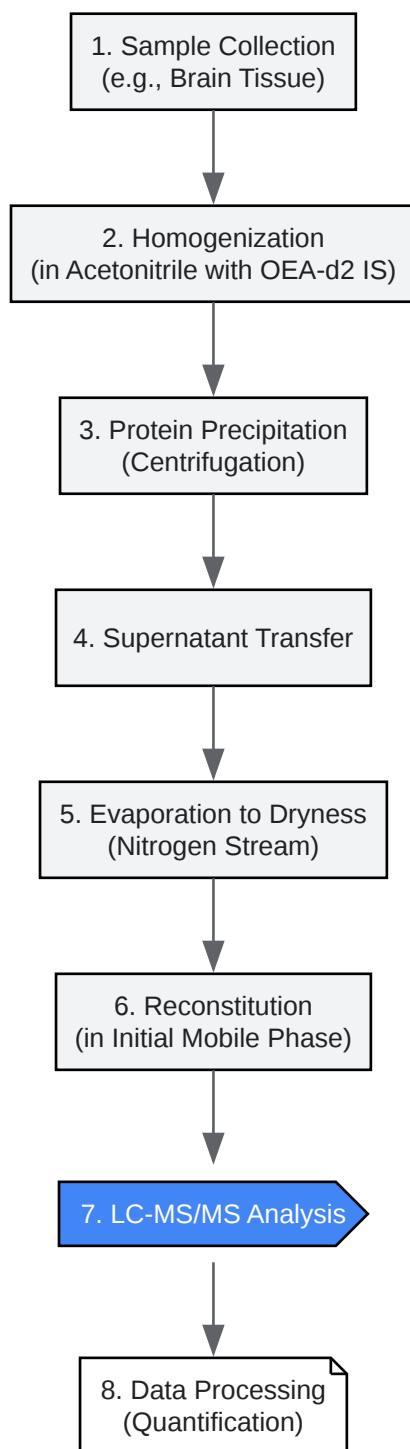 1. Sample Collection
(e.g., Brain Tissue)
2. Homogenization
(in Acetonitrile with OEA-d2 IS)
3. Protein Precipitation
(Centrifugation)
4. Supernatant Transfer
5. Evaporation to Dryness
(Nitrogen Stream)
6. Reconstitution
(in Initial Mobile Phase)
7. LC-MS/MS Analysis
8. Data Processing
(Quantification)